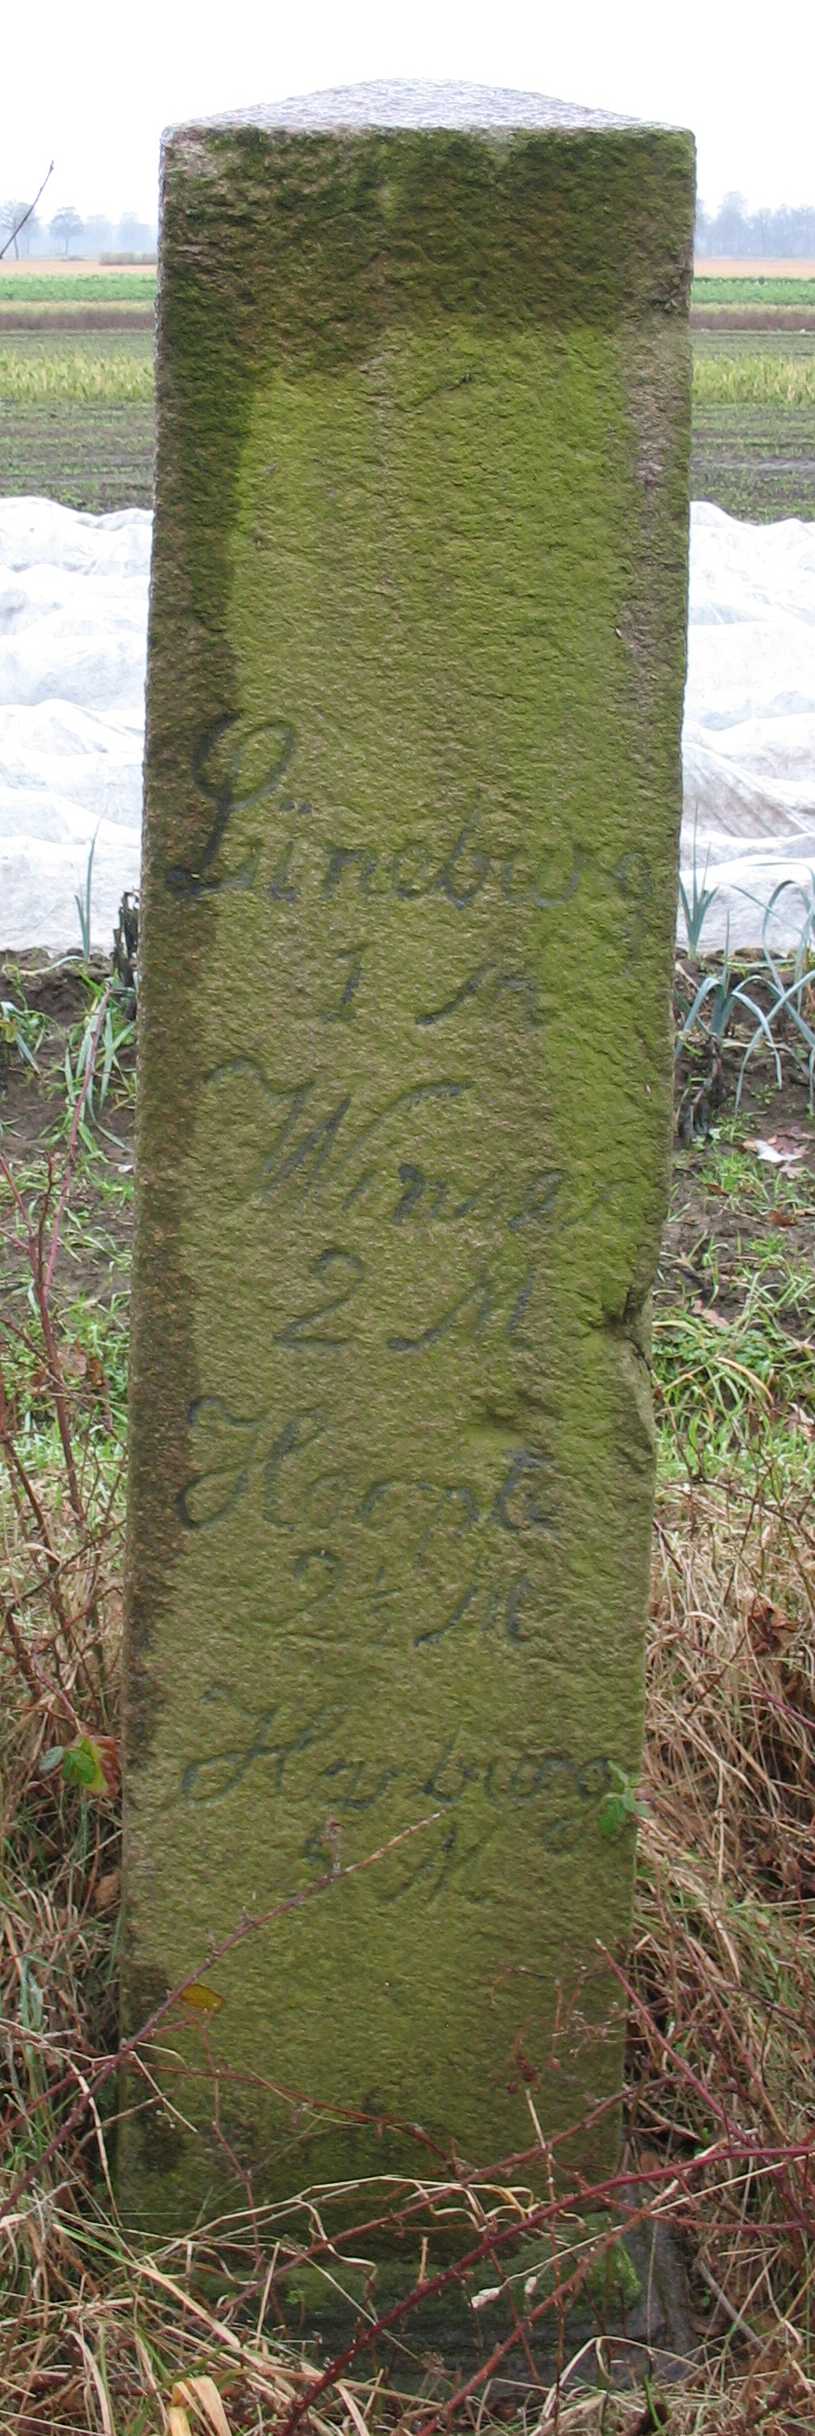 Lüneburg
1 M
Winsen
2 M
Hoopte
2½ M
Harburg
5 M